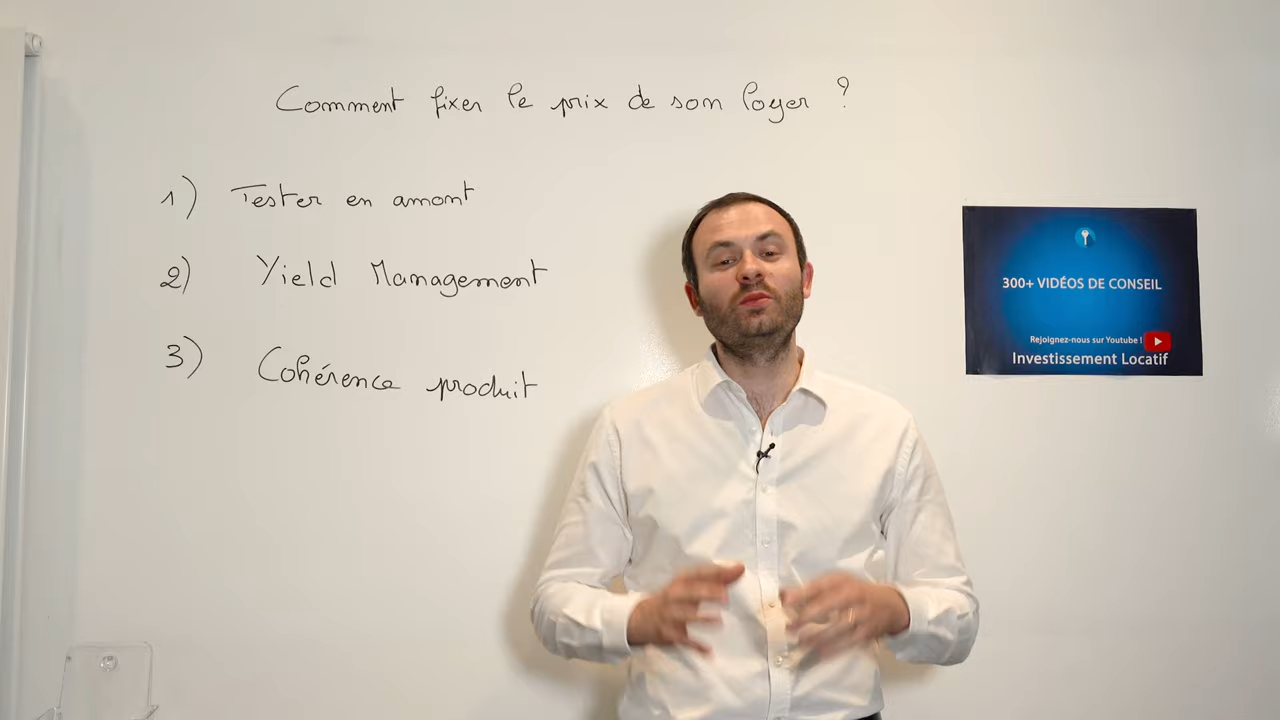 Comment fixer le prix de son loyer ?
1) Tester en amont
2) Yield Management
3) Cohérence produit
300+ VIDÉOS DE CONSEIL
Rejoignez-nous sur Youtube !
Investissement Locatif